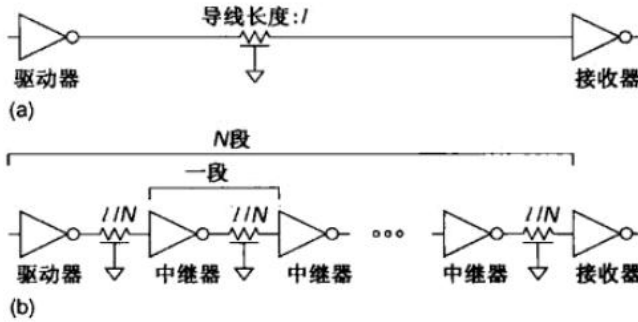 导线长度:l
驱动器 接收器
(a)
N段
一段
l/N l/N l/N
驱动器 中继器 中继器 中继器 接收器
(b)